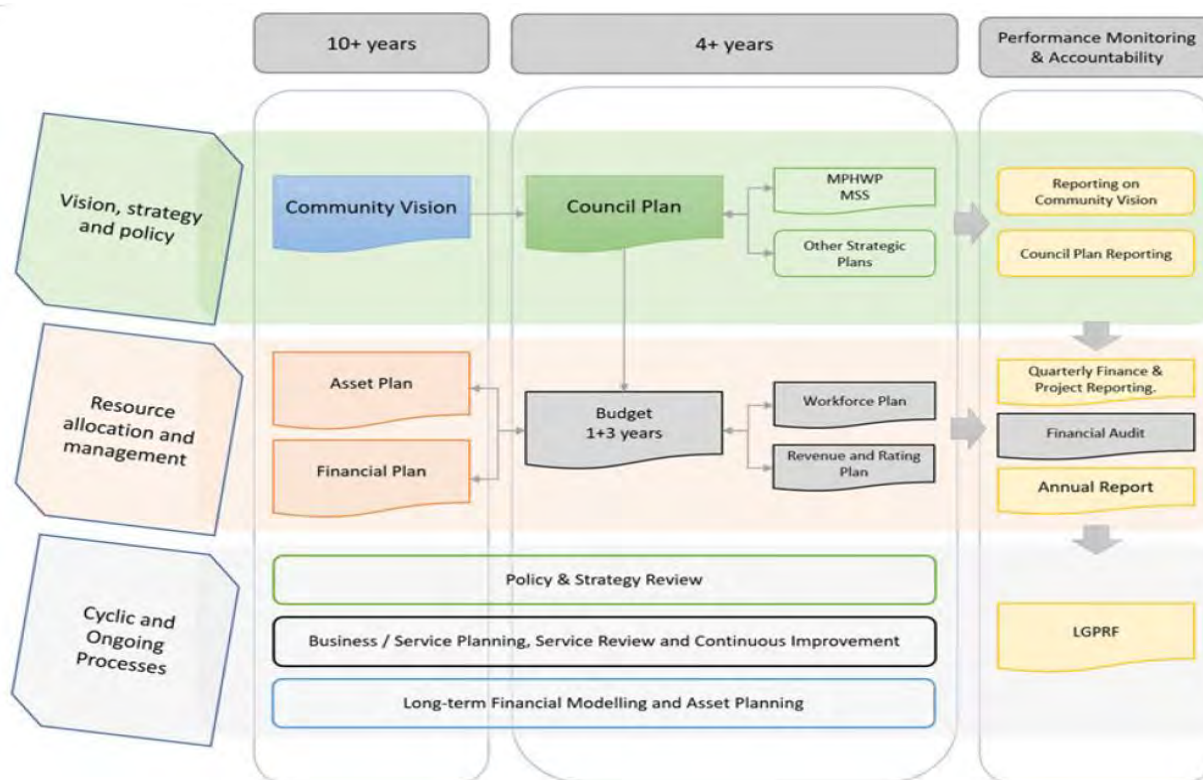 10+ years
4+ years
Performance Monitoring
& Accountability
Vision, strategy
and policy
Community Vision
Council Plan
MPHWP
MSS
Other Strategic
Plans
Reporting on
Community Vision
Council Plan Reporting
Resource
allocation and
management
Asset Plan
Financial Plan
Budget
1+3 years
Workforce Plan
Revenue and Rating
Plan
Quarterly Finance &
Project Reporting.
Financial Audit
Annual Report
Cyclic and
Ongoing
Processes
Policy & Strategy Review
Business / Service Planning, Service Review and Continuous Improvement
Long-term Financial Modelling and Asset Planning
LGPRF